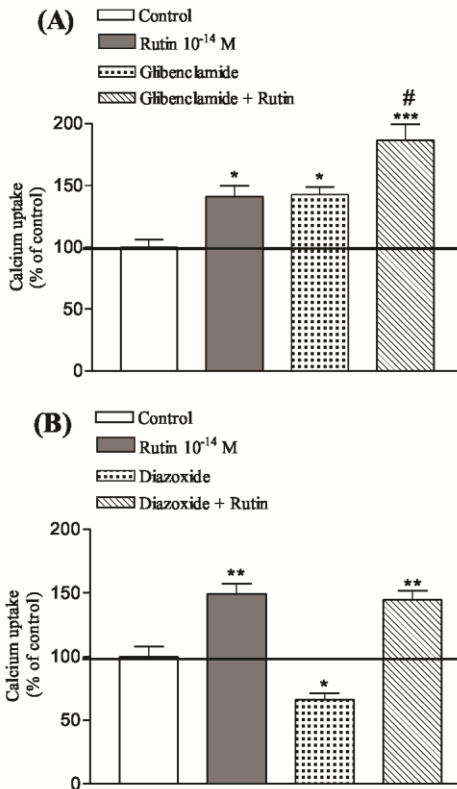 (A)
Control
Rutin 10⁻¹⁴ M
Glibenclamide
Glibenclamide + Rutin
#
***
*
*
200
150
100
50
0
Calcium uptake
(% of control)
(B)
Control
Rutin 10⁻¹⁴ M
Diazoxide
Diazoxide + Rutin
**
**
*
200
150
100
50
0
Calcium uptake
(% of control)